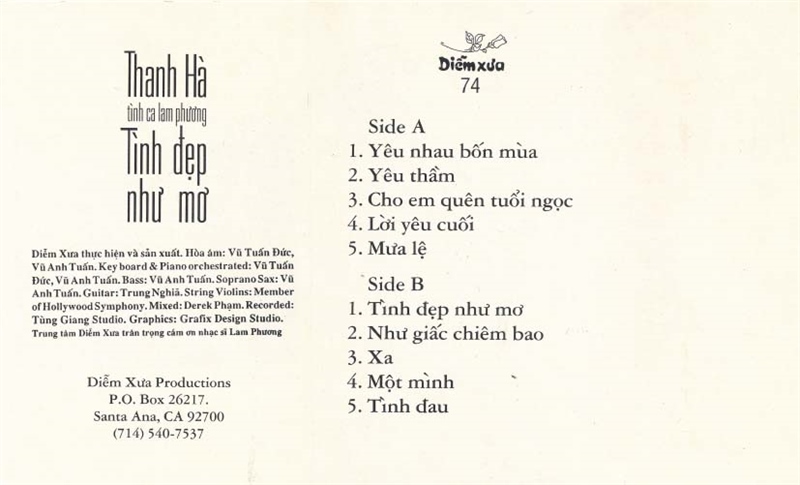 Thanh Hà
tình ca lam phương
Tình đẹp
như mơ
Diễm Xưa thực hiện và sản xuất. Hòa âm: Vũ Tuấn Đức,
Vũ Anh Tuấn. Key board & Piano orchestrated: Vũ Tuấn
Đức, Vũ Anh Tuấn. Bass: Vũ Anh Tuấn. Soprano Sax: Vũ
Anh Tuấn. Guitar: Trung Nghiã. String Violins: Member
of Hollywood Symphony. Mixed: Derek Phạm. Recorded:
Tùng Giang Studio. Graphics: Grafix Design Studio.
Trung tâm Diễm Xưa trân trọng cám ơn nhạc sĩ Lam Phương
Diễm Xưa Productions
P.O. Box 26217.
Santa Ana, CA 92700
(714) 540-7537
Diễm xưa
74
Side A
1. Yêu nhau bốn mùa
2. Yêu thầm
3. Cho em quên tuổi ngọc
4. Lời yêu cuối
5. Mưa lệ
Side B
1. Tình đẹp như mơ
2. Như giấc chiêm bao
3. Xa
4. Một mình
5. Tình đau